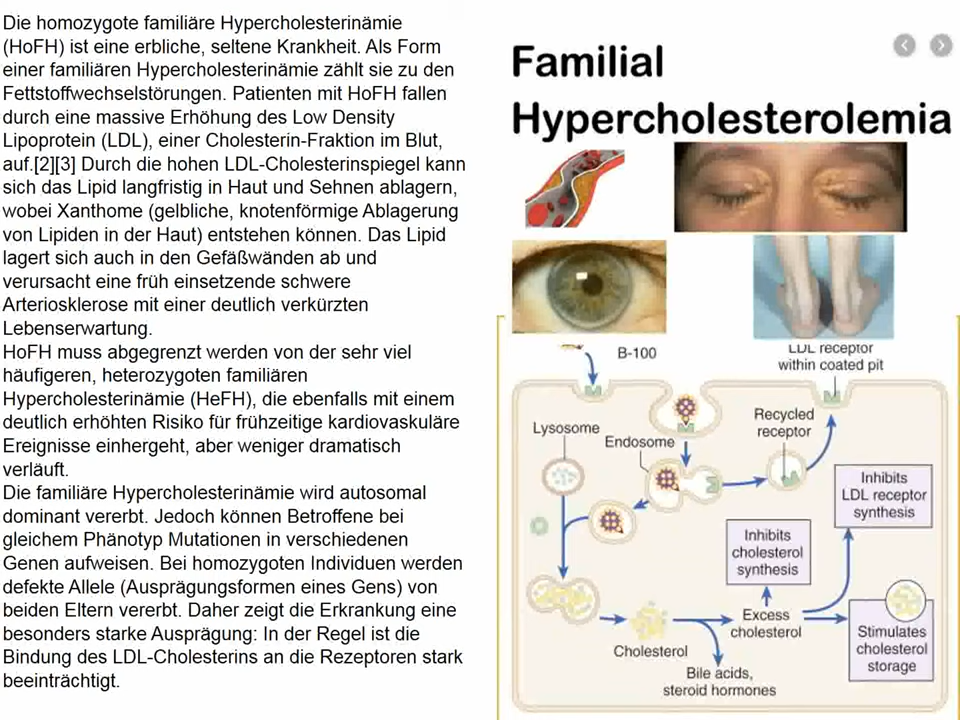 Die homozygote familiäre Hypercholesterinämie
(HoFH) ist eine erbliche, seltene Krankheit. Als Form
einer familiären Hypercholesterinämie zählt sie zu den
Fettstoffwechselstörungen. Patienten mit HoFH fallen
durch eine massive Erhöhung des Low Density
Lipoprotein (LDL), einer Cholesterin-Fraktion im Blut,
auf.[2][3] Durch die hohen LDL-Cholesterinspiegel kann
sich das Lipid langfristig in Haut und Sehnen ablagern,
wobei Xanthome (gelbliche, knotenförmige Ablagerung
von Lipiden in der Haut) entstehen können. Das Lipid
lagert sich auch in den Gefäßwänden ab und
verursacht eine früh einsetzende schwere
Arteriosklerose mit einer deutlich verkürzten
Lebenserwartung.
HoFH muss abgegrenzt werden von der sehr viel
häufigeren, heterozygoten familiären
Hypercholesterinämie (HeFH), die ebenfalls mit einem
deutlich erhöhten Risiko für frühzeitige kardiovaskuläre
Ereignisse einhergeht, aber weniger dramatisch
verläuft.
Die familiäre Hypercholesterinämie wird autosomal
dominant vererbt. Jedoch können Betroffene bei
gleichem Phänotyp Mutationen in verschiedenen
Genen aufweisen. Bei homozygoten Individuen werden
defekte Allele (Ausprägungsformen eines Gens) von
beiden Eltern vererbt. Daher zeigt die Erkrankung eine
besonders starke Ausprägung: In der Regel ist die
Bindung des LDL-Cholesterins an die Rezeptoren stark
beeinträchtigt.
Familial
Hypercholesterolemia
B-100
LDL receptor
within coated pit
Lysosome
Endosome
Recycled
receptor
Inhibits
LDL receptor
synthesis
Inhibits
cholesterol
synthesis
Excess
cholesterol
Cholesterol
Stimulates
cholesterol
storage
Bile acids,
steroid hormones